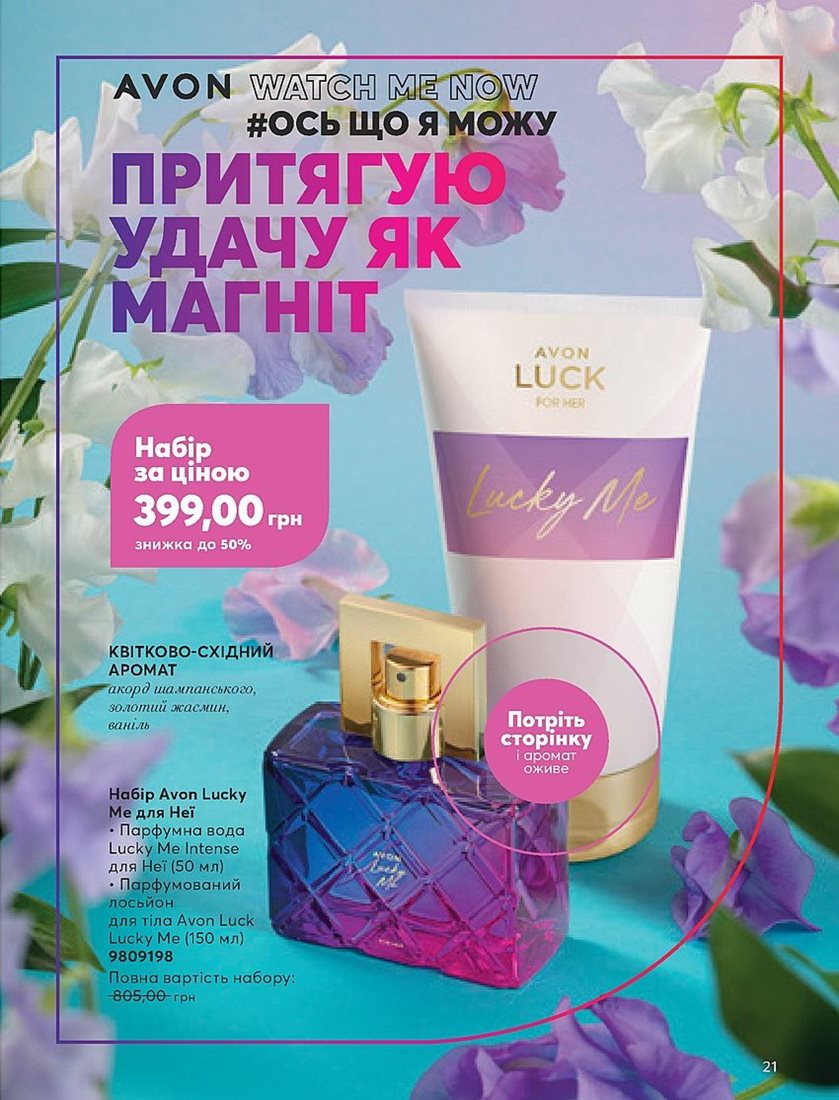 AVON WATCH ME NOW
#ОСЬ ЩО Я МОЖУ
ПРИТЯГУЮ
УДАЧУ ЯК
МАГНІТ
AVON
LUCK
FOR HER
Lucky Me
Набір
за ціною
399,00 грн
знижка до 50%
КВІТКОВО-СХІДНИЙ
АРОМАТ
акорд шампанського,
золотий жасмин,
ваніль
Потріть
сторінку
і аромат
оживе
Набір Avon Lucky
Me для Неї
• Парфумна вода
Lucky Me Intense
для Неї (50 мл)
• Парфумований
лосьйон
для тіла Avon Luck
Lucky Me (150 мл)
9809198
Повна вартість набору:
805,00 грн
AVON
Lucky
Me
21